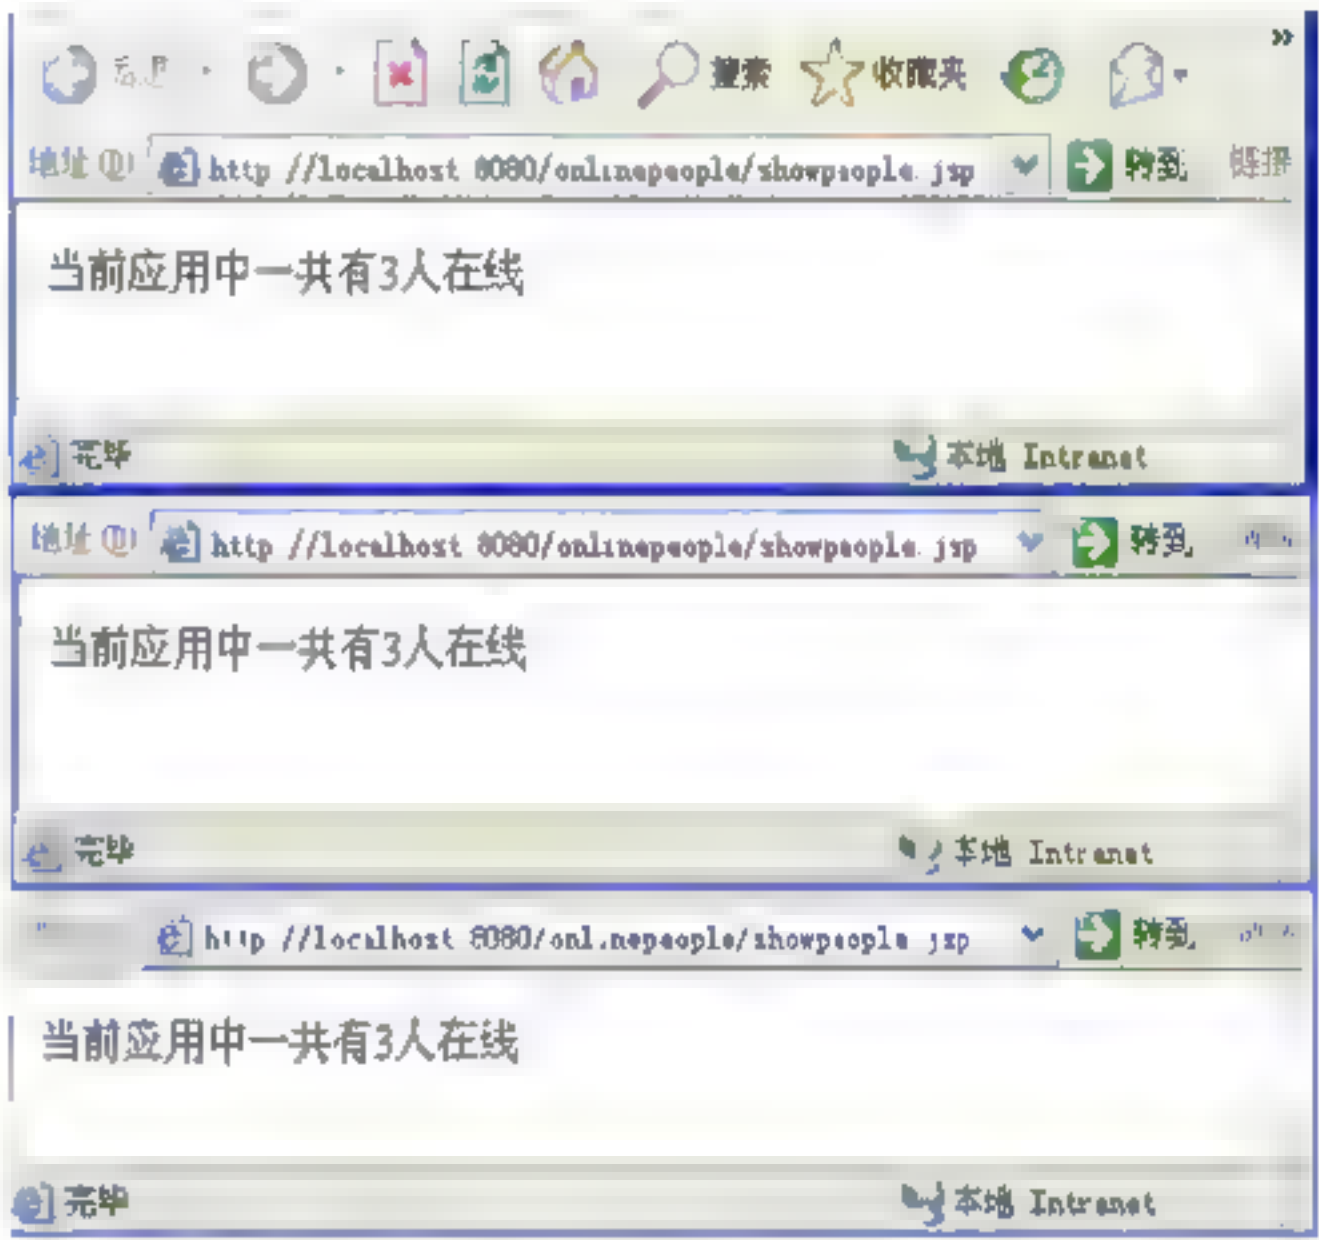 后退 搜索 收藏夹 »
地址(D) http //localhost 8080/onlinepeople/showpeople.jsp 转到 链接
当前应用中一共有3人在线
完毕 本地 Intranet
地址(D) http //localhost 8080/onlinepeople/showpeople.jsp 转到
当前应用中一共有3人在线
完毕 本地 Intranet
http //localhost 8080/onlinepeople/showpeople jsp 转到
当前应用中一共有3人在线
完毕 本地 Intranet